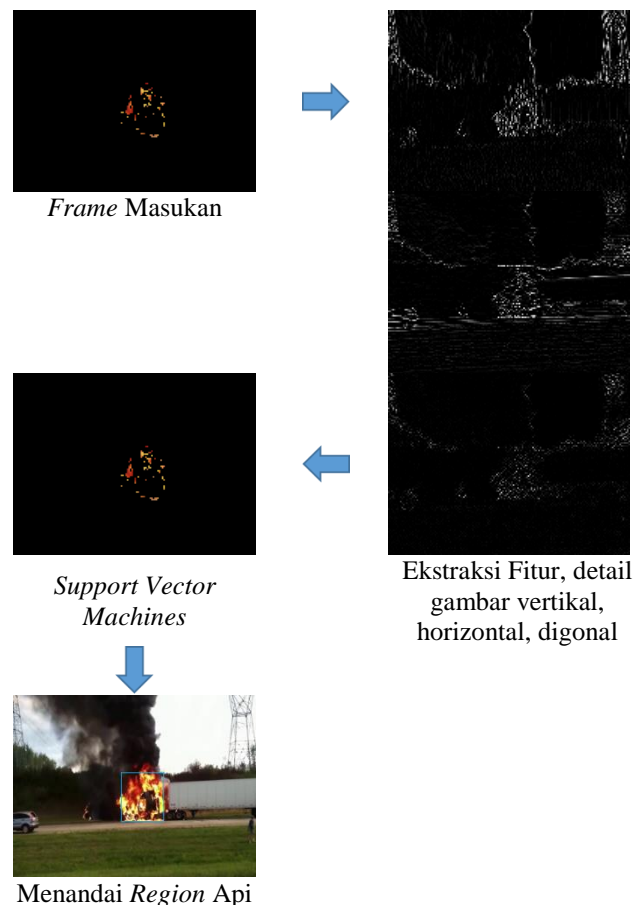 Frame Masukan
Ekstraksi Fitur, detail
gambar vertikal,
horizontal, digonal
Support Vector
Machines
Menandai Region Api